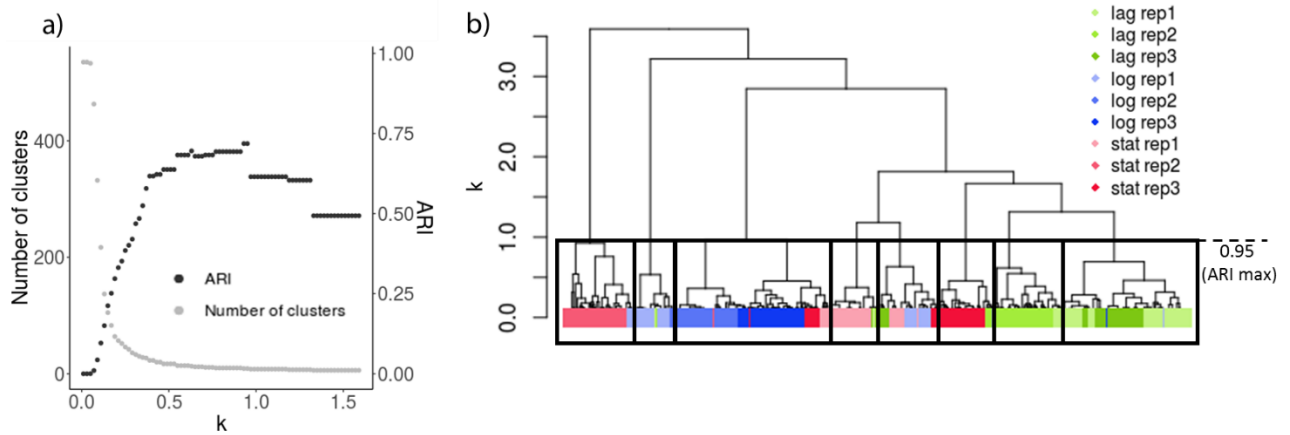 a)
Number of clusters
400
200
0
1.00
0.75
0.50
0.25
0.00
ARI
ARI
Number of clusters
0.0 0.5 1.0 1.5
k
b)
k
3.0
2.0
1.0
0.0
lag rep1
lag rep2
lag rep3
log rep1
log rep2
log rep3
stat rep1
stat rep2
stat rep3
0.95
(ARI max)